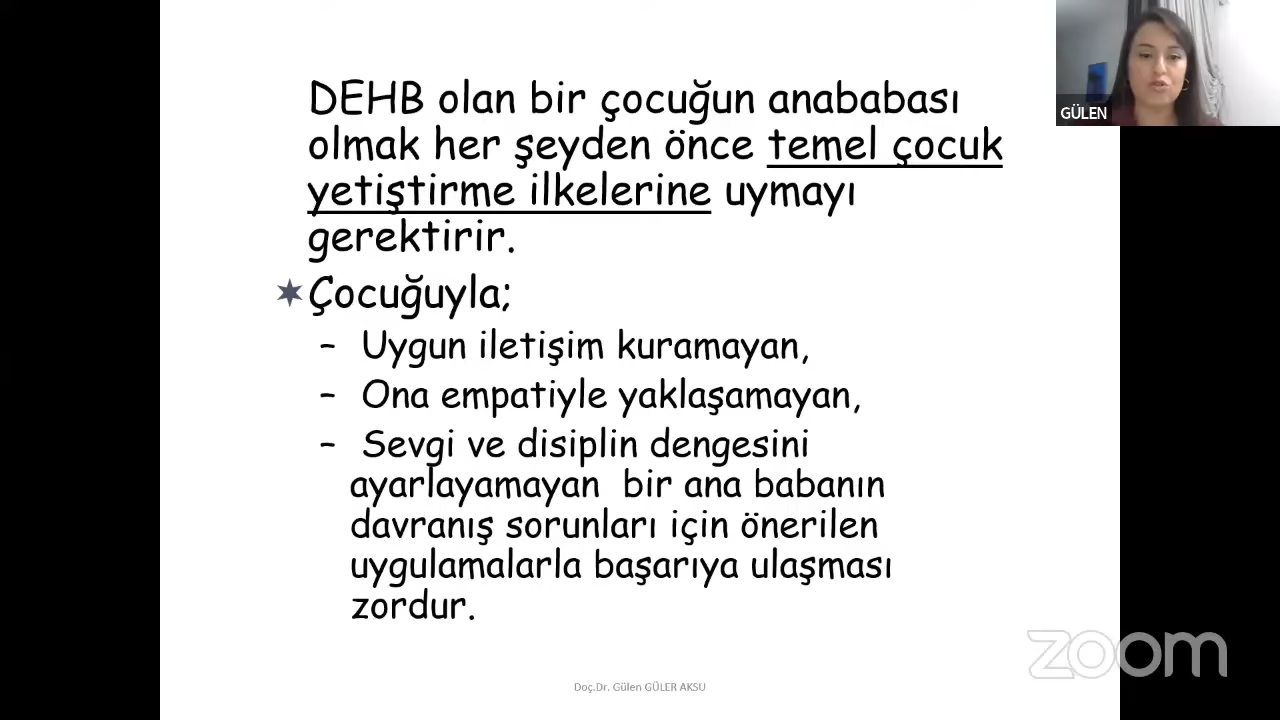 DEHB olan bir çocuğun anababası
olmak her şeyden önce temel çocuk
yetiştirme ilkelerine uymayı
gerektirir.
Çocuğuyla;
– Uygun iletişim kuramayan,
– Ona empatiyle yaklaşamayan,
– Sevgi ve disiplin dengesini
ayarlayamayan bir ana babanın
davranış sorunları için önerilen
uygulamalarla başarıya ulaşması
zordur.
Doç.Dr. Gülen GÜLER AKSU
GÜLEN
zoom